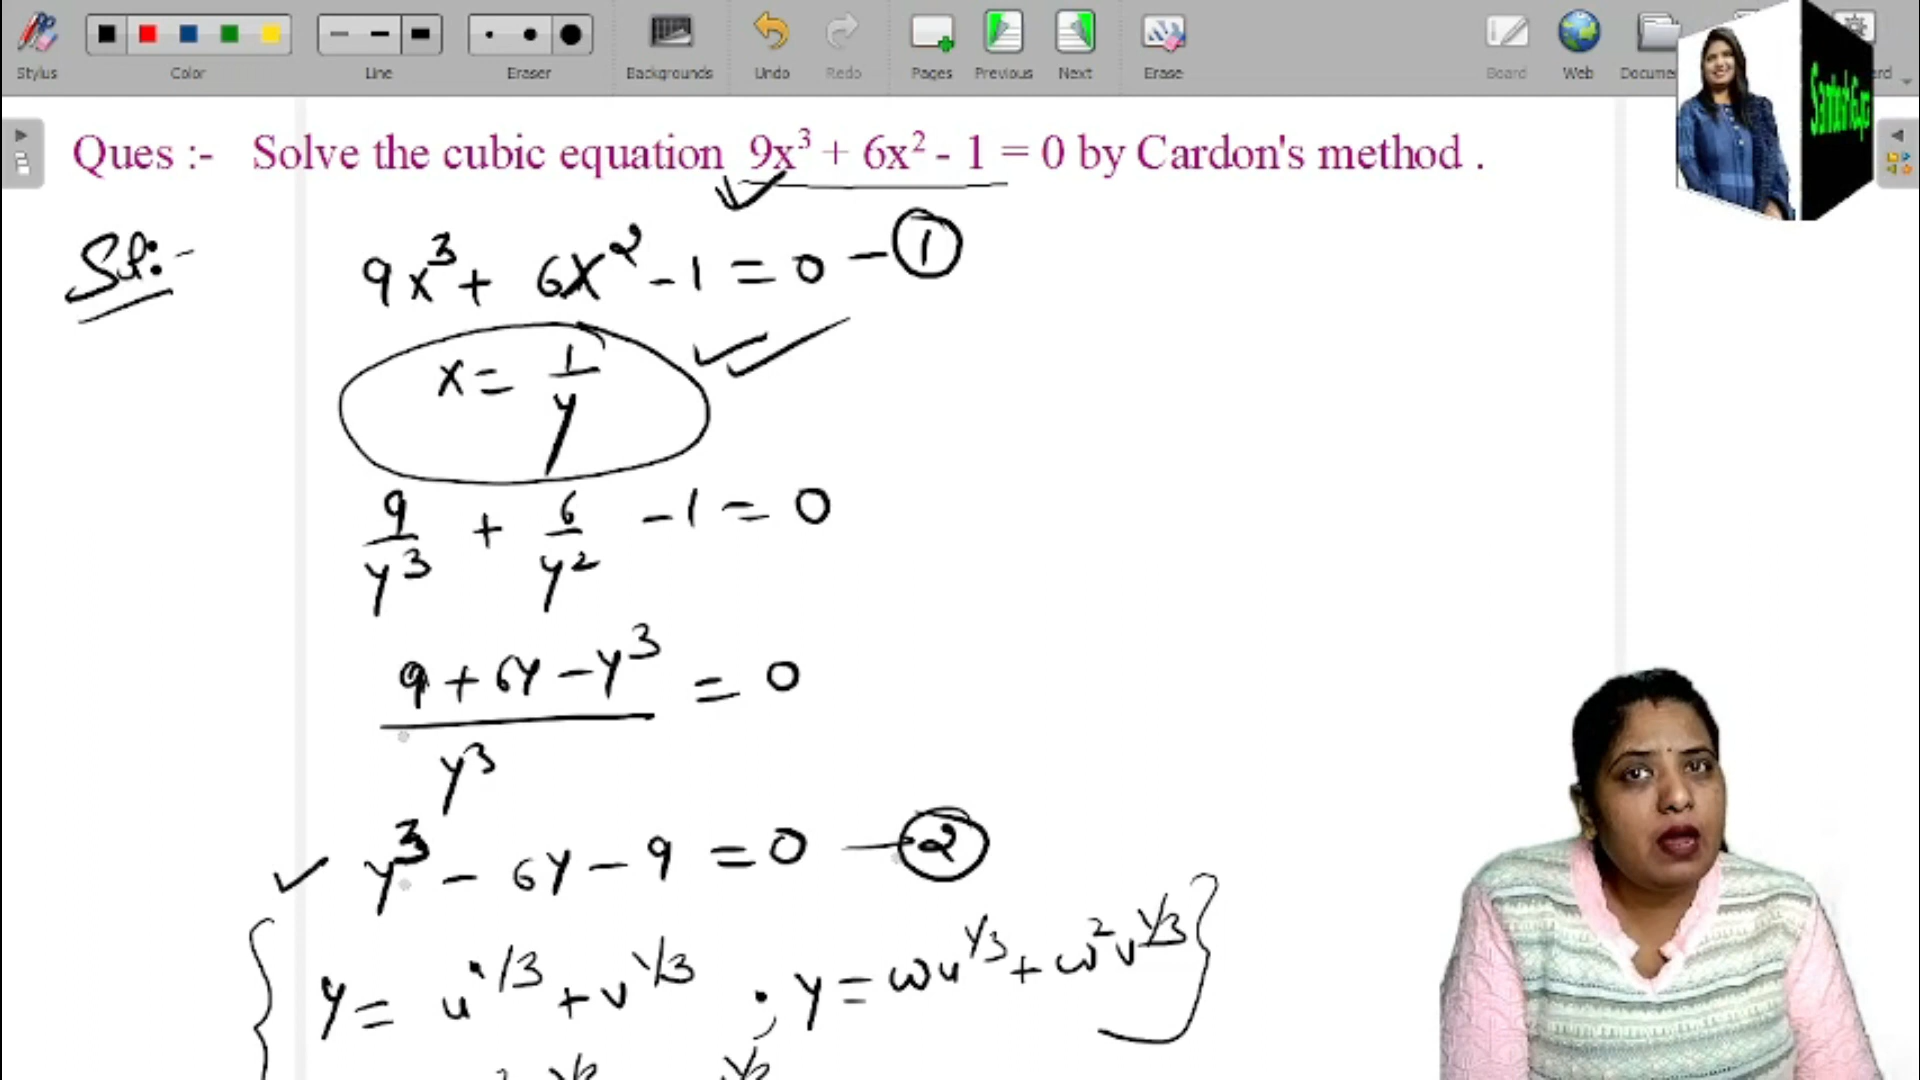 Stylus
Color
Line
Eraser
Backgrounds
Undo
Redo
Pages
Previous
Next
Erase
Board
Web
Ques :- Solve the cubic equation 9x³ + 6x² - 1 = 0 by Cardon's method .
Sol:-
9x³ + 6x² - 1 = 0 - ①
x = 1/y
9/y³ + 6/y² - 1 = 0
(9 + 6y - y³)/y³ = 0
y³ - 6y - 9 = 0 - ②
y = u^1/3 + v^1/3 ; y = ωu^1/3 + ω²v^1/3